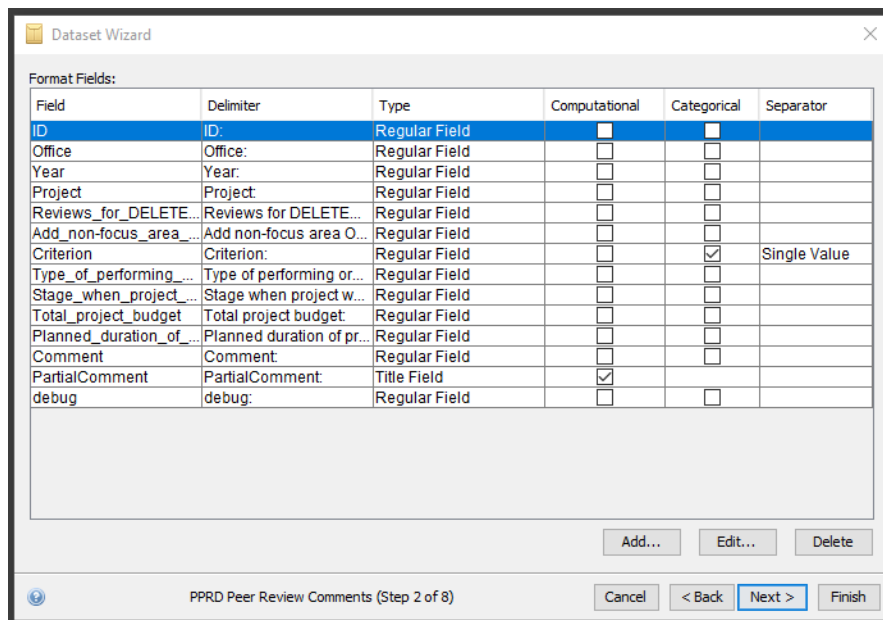 Dataset Wizard
Format Fields:
Field Delimiter Type Computational Categorical Separator
ID ID: Regular Field
Office Office: Regular Field
Year Year: Regular Field
Project Project: Regular Field
Reviews_for_DELETE... Reviews for DELETE... Regular Field
Add_non-focus_area_... Add non-focus area O... Regular Field
Criterion Criterion: Regular Field Single Value
Type_of_performing_... Type of performing or... Regular Field
Stage_when_project_... Stage when project w... Regular Field
Total_project_budget Total project budget: Regular Field
Planned_duration_of_... Planned duration of pr... Regular Field
Comment Comment: Regular Field
PartialComment PartialComment: Title Field
debug debug: Regular Field
Add... Edit... Delete
PPRD Peer Review Comments (Step 2 of 8) Cancel < Back Next > Finish